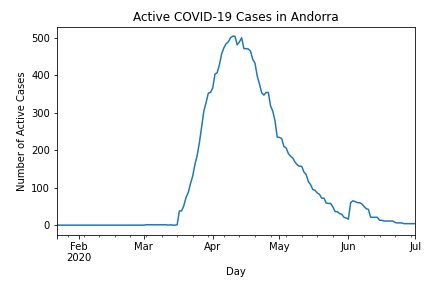 Active COVID-19 Cases in Andorra
Number of Active Cases
500
400
300
200
100
0
Feb Mar Apr May Jun Jul
2020
Day